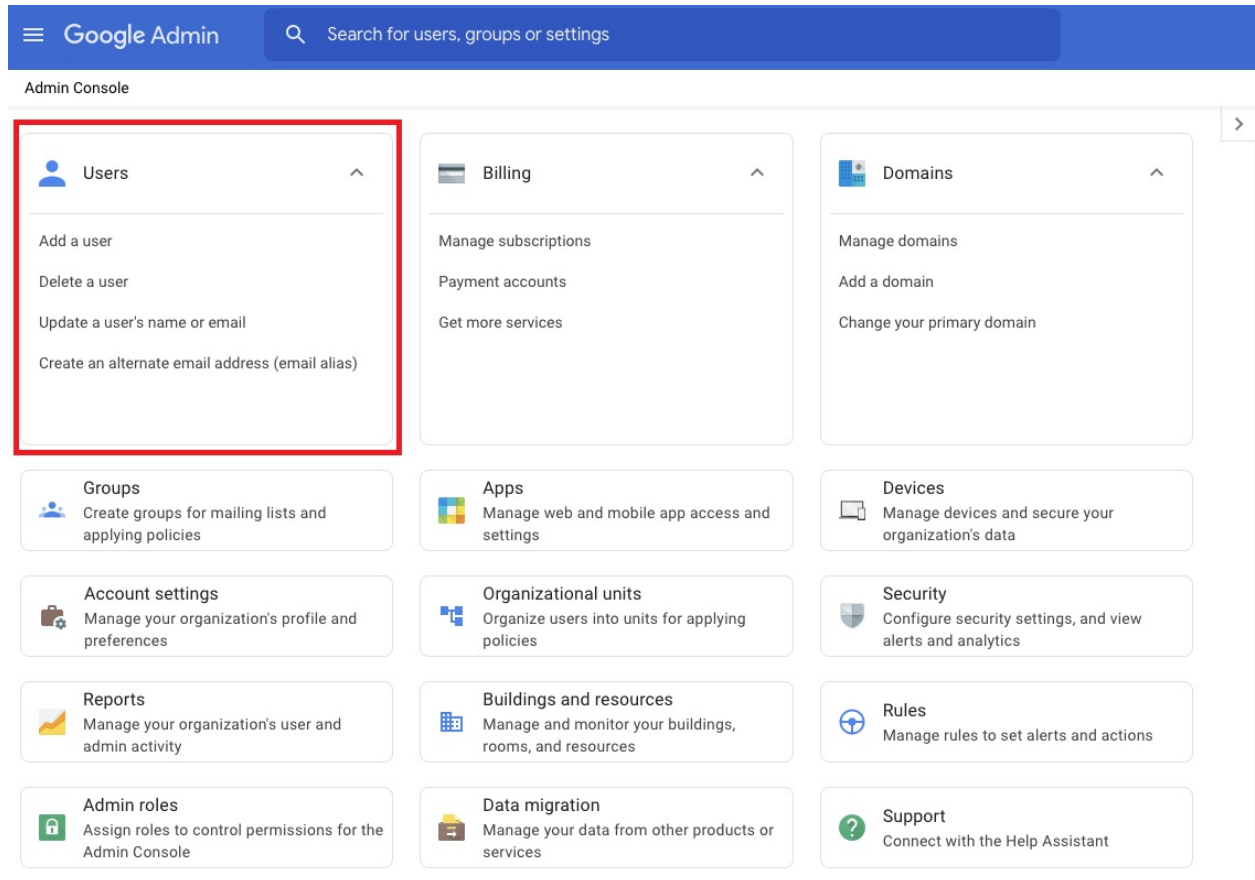 Google Admin
Search for users, groups or settings
Admin Console
Users
Add a user
Delete a user
Update a user's name or email
Create an alternate email address (email alias)
Billing
Manage subscriptions
Payment accounts
Get more services
Domains
Manage domains
Add a domain
Change your primary domain
Groups
Create groups for mailing lists and
applying policies
Apps
Manage web and mobile app access and
settings
Devices
Manage devices and secure your
organization's data
Account settings
Manage your organization's profile and
preferences
Organizational units
Organize users into units for applying
policies
Security
Configure security settings, and view
alerts and analytics
Reports
Manage your organization's user and
admin activity
Buildings and resources
Manage and monitor your buildings,
rooms, and resources
Rules
Manage rules to set alerts and actions
Admin roles
Assign roles to control permissions for the
Admin Console
Data migration
Manage your data from other products or
services
Support
Connect with the Help Assistant